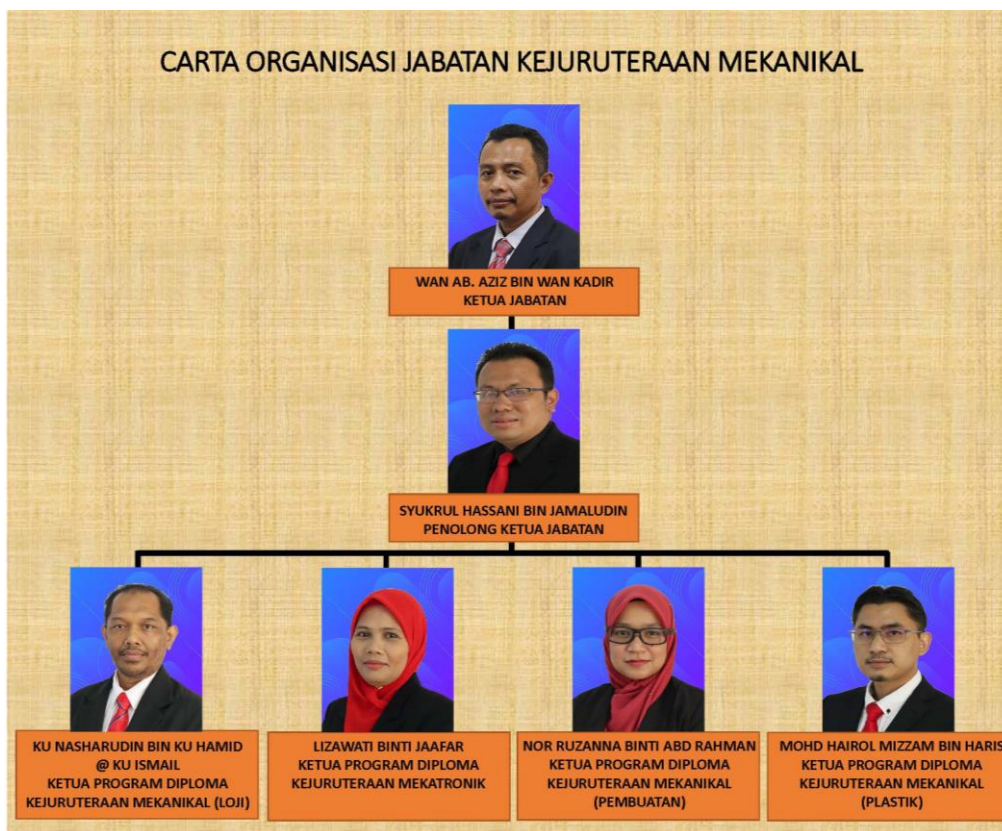 CARTA ORGANISASI JABATAN KEJURUTERAAN MEKANIKAL
WAN AB. AZIZ BIN WAN KADIR
KETUA JABATAN
SYUKRUL HASSANI BIN JAMALUDIN
PENOLONG KETUA JABATAN
KU NASHARUDIN BIN KU HAMID
@ KU ISMAIL
KETUA PROGRAM DIPLOMA
KEJURUTERAAN MEKANIKAL (LOJI)
LIZAWATI BINTI JAAFAR
KETUA PROGRAM DIPLOMA
KEJURUTERAAN MEKATRONIK
NOR RUZANNA BINTI ABD RAHMAN
KETUA PROGRAM DIPLOMA
KEJURUTERAAN MEKANIKAL
(PEMBUATAN)
MOHD HAIROL MIZZAM BIN HARIS
KETUA PROGRAM DIPLOMA
KEJURUTERAAN MEKANIKAL
(PLASTIK)